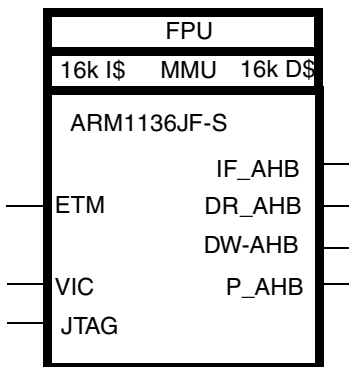 FPU
16k I$ MMU 16k D$
ARM1136JF-S
IF_AHB
ETM DR_AHB
DW-AHB
VIC P_AHB
JTAG